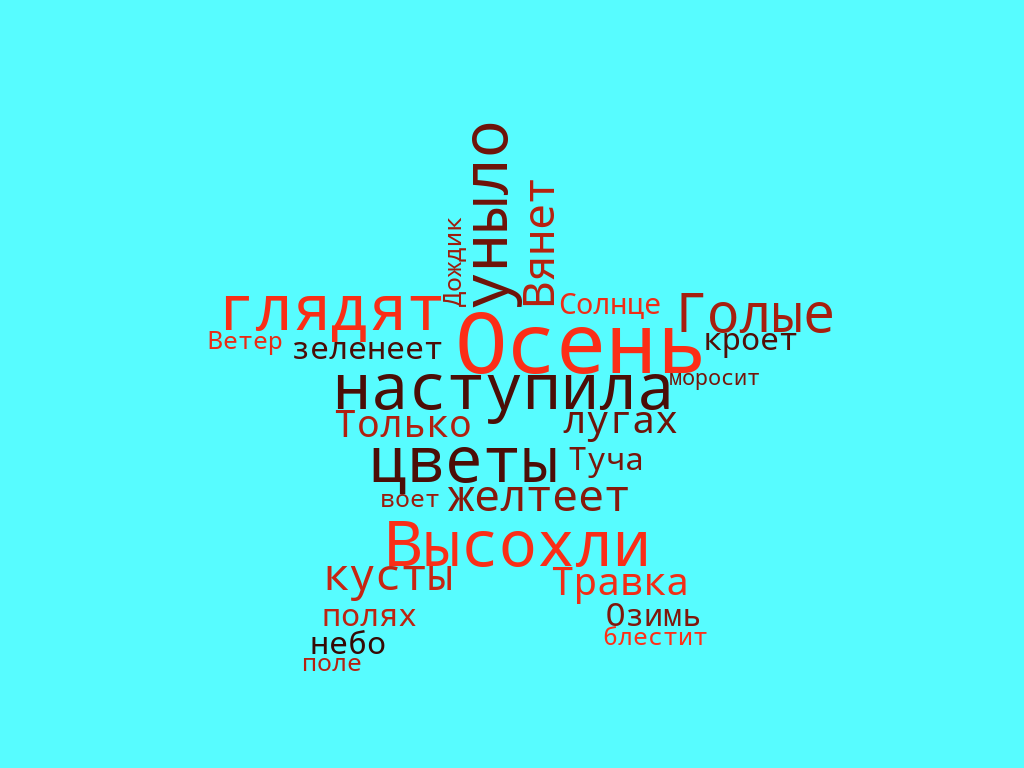 уныло
Вянет
Дождик
глядят
Солнце
Голые
Осень
Ветер
зеленеет
кроет
наступила
моросит
Только
лугах
цветы
Туча
воет
желтеет
Высохли
кусты
Травка
полях
Озимь
небо
блестит
поле